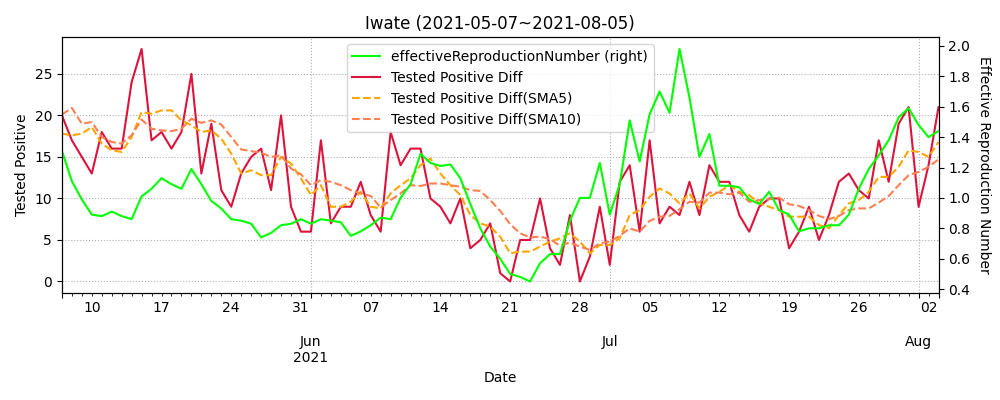 Iwate (2021-05-07~2021-08-05)
effectiveReproductionNumber (right)
Tested Positive Diff
Tested Positive Diff(SMA5)
Tested Positive Diff(SMA10)
Tested Positive
25
20
15
10
5
0
2.0
1.8
1.6
1.4
1.2
1.0
0.8
0.6
0.4
Effective Reproduction Number
10 17 24 31 07 14 21 28 05 12 19 26 02
Jun Jul Aug
2021
Date